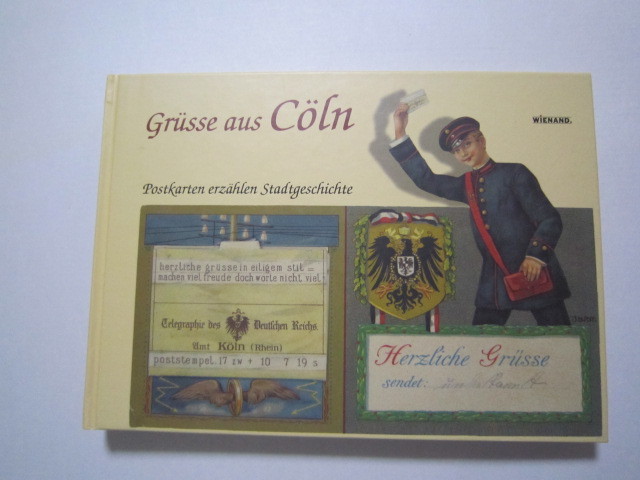 Grüsse aus Cöln
WIENAND.
Postkarten erzählen Stadtgeschichte
herzliche grüsse in eiligem stil =
machen viel freude doch worte nicht viel
Telegraphie des Deutschen Reichs.
Amt Köln (Rhein)
poststempel. 17 zw + 10 7 19 s
Herzliche Grüsse
sendet: